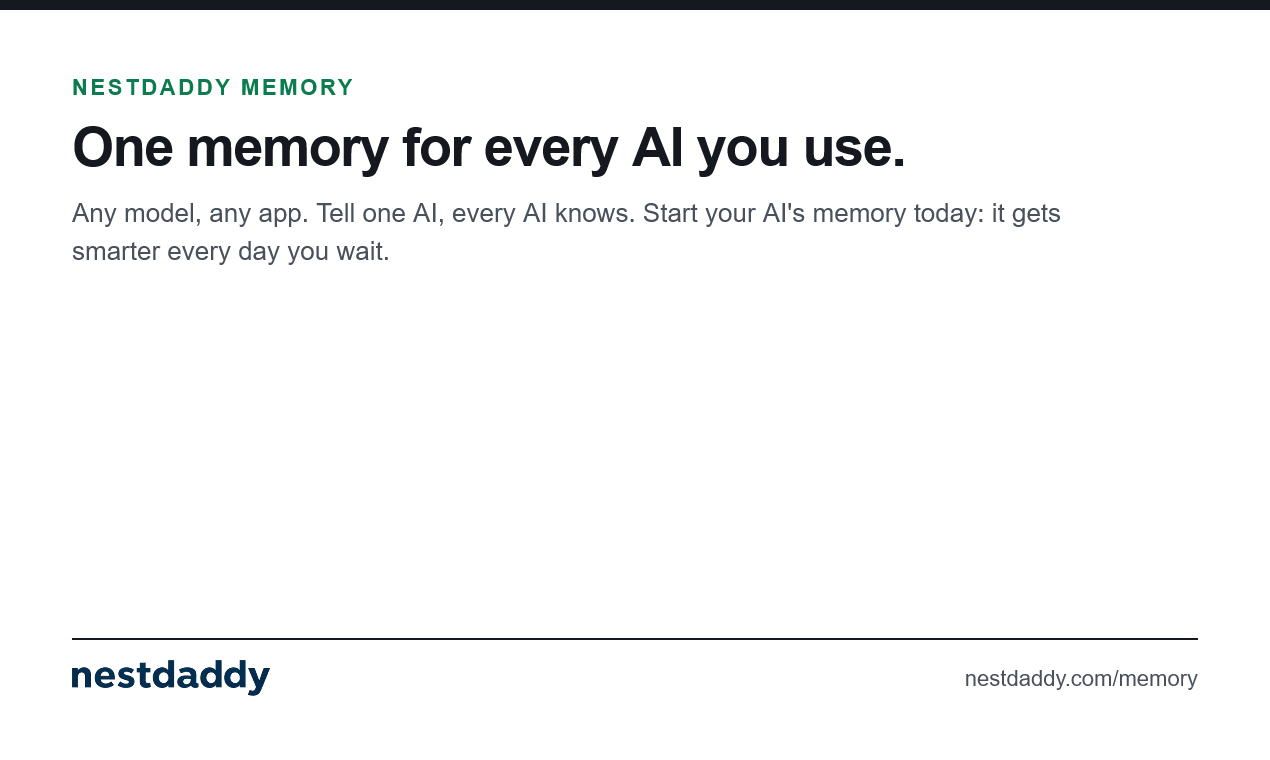 NESTDADDY MEMORY
One memory for every AI you use.
Any model, any app. Tell one AI, every AI knows. Start your AI's memory today: it gets
smarter every day you wait.
nestdaddy
nestdaddy.com/memory